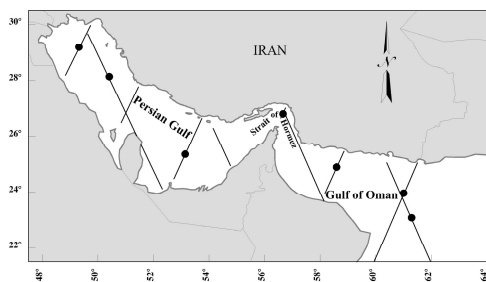 30°
IRAN
N
28°
Persian Gulf
26°
Strait of Hormoz
24°
Gulf of Oman
22°
48° 50° 52° 54° 56° 58° 60° 62° 64°